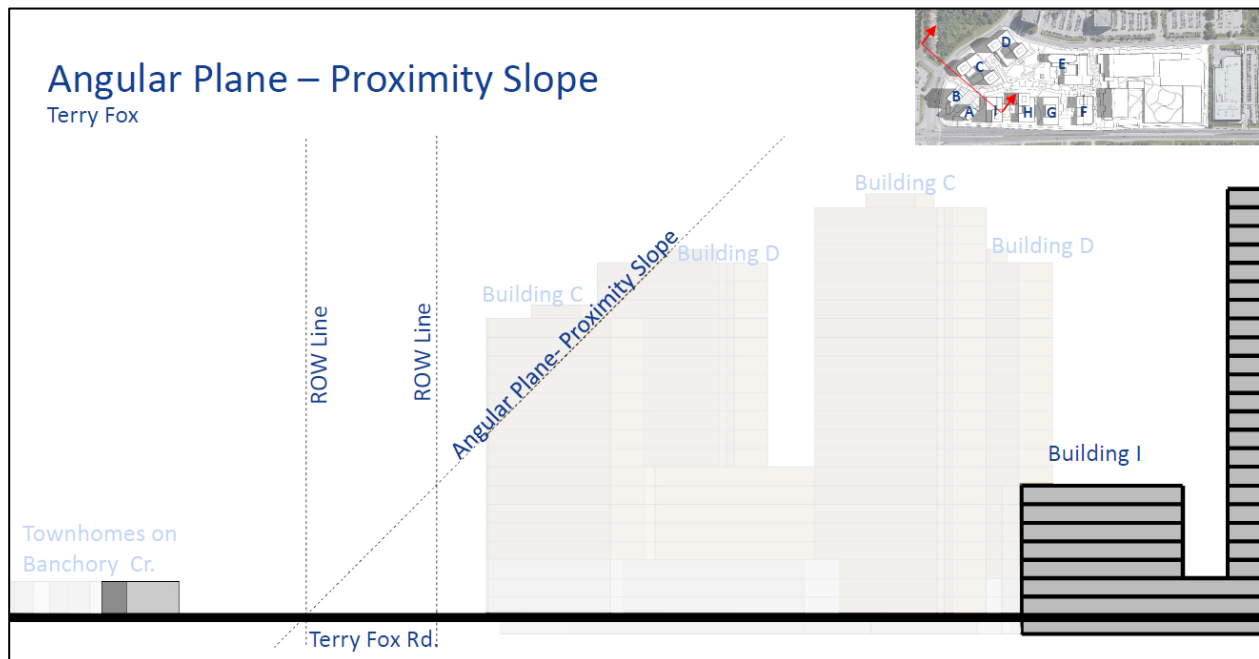 Angular Plane – Proximity Slope
Terry Fox
D
C
E
B
A
I
H
G
F
Building C
Building D
Building D
Building C
ROW Line
ROW Line
Angular Plane- Proximity Slope
Building I
Townhomes on
Banchory Cr.
Terry Fox Rd.